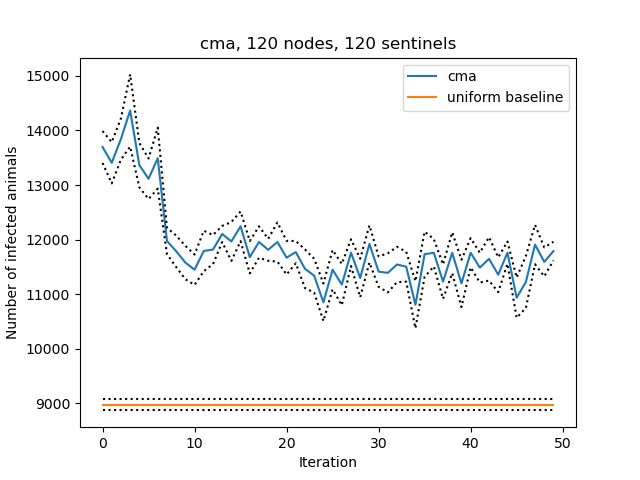 cma, 120 nodes, 120 sentinels
cma
uniform baseline
Number of infected animals
15000
14000
13000
12000
11000
10000
9000
0 10 20 30 40 50
Iteration